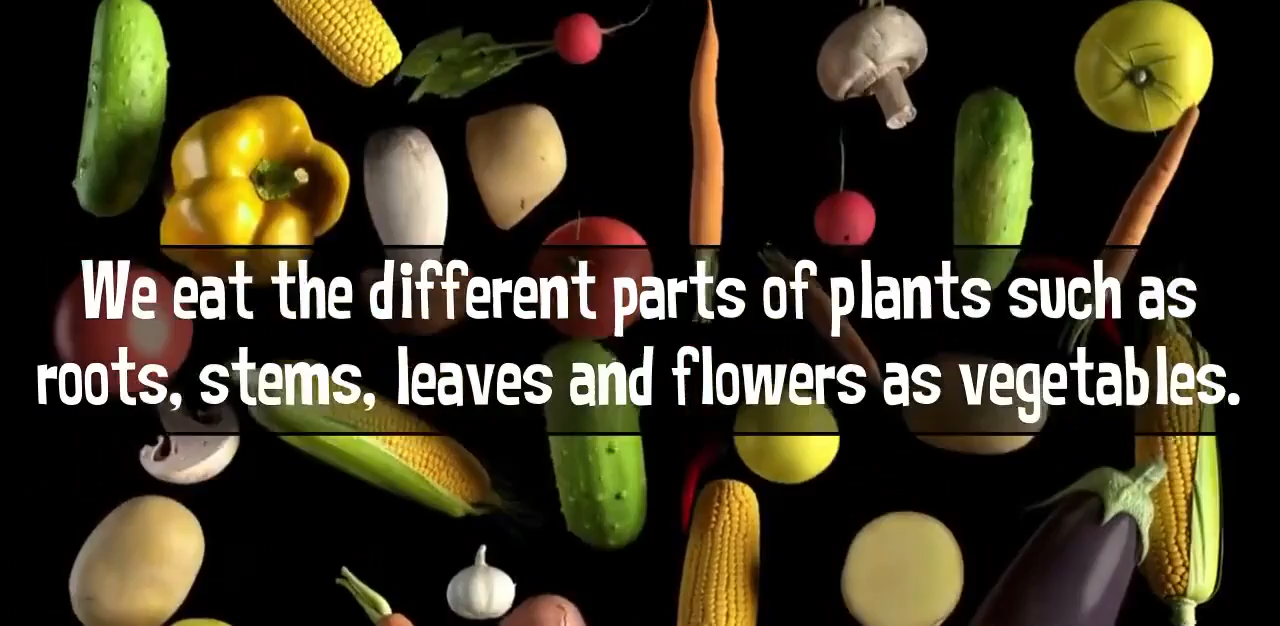 We eat the different parts of plants such as
roots, stems, leaves and flowers as vegetables.